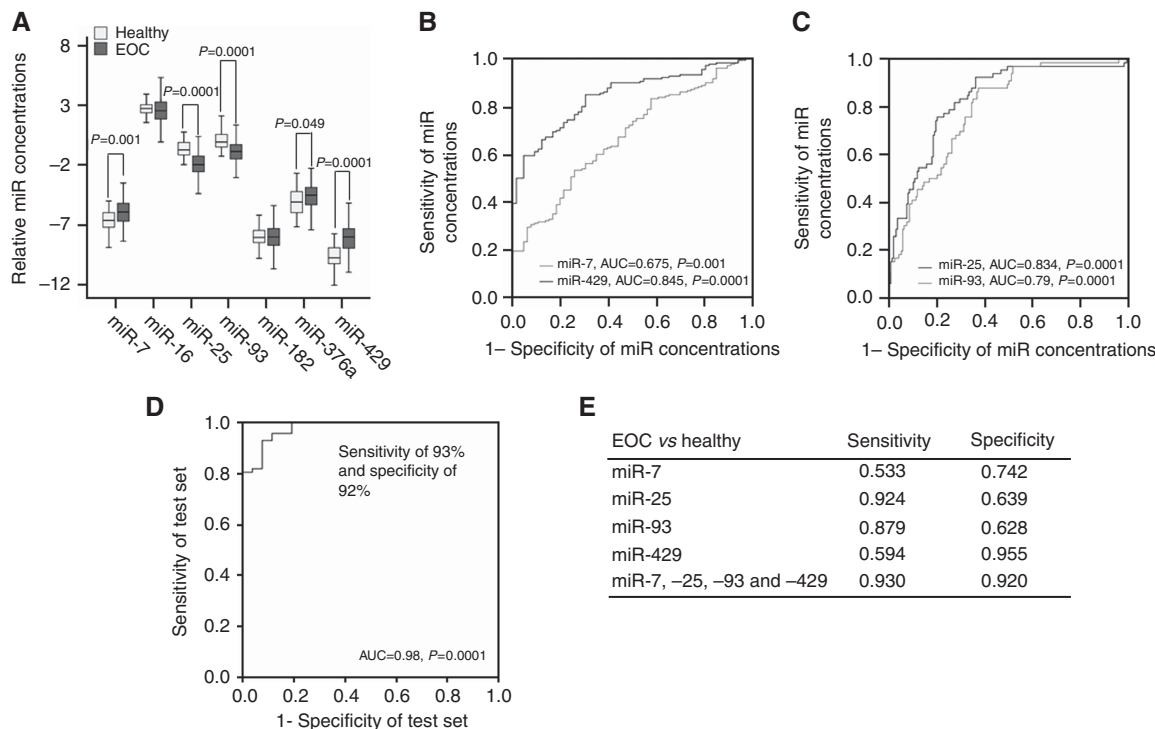 A
Relative miR concentrations
8
3
−2
−7
−12
Healthy
EOC
P=0.001
P=0.0001
P=0.0001
P=0.049
P=0.0001
miR-7
miR-16
miR-25
miR-93
miR-182
miR-376a
miR-429
B
Sensitivity of miR
concentrations
1.0
0.8
0.6
0.4
0.2
0.0
miR-7, AUC=0.675, P=0.001
miR-429, AUC=0.845, P=0.0001
0.0 0.2 0.4 0.6 0.8 1.0
1– Specificity of miR concentrations
C
Sensitivity of miR
concentrations
1.0
0.8
0.6
0.4
0.2
0.0
miR-25, AUC=0.834, P=0.0001
miR-93, AUC=0.79, P=0.0001
0.0 0.2 0.4 0.6 0.8 1.0
1– Specificity of miR concentrations
D
Sensitivity of test set
1.0
0.8
0.6
0.4
0.2
0.0
Sensitivity of 93%
and specificity of
92%
AUC=0.98, P=0.0001
0.0 0.2 0.4 0.6 0.8 1.0
1- Specificity of test set
E
EOC vs healthy Sensitivity Specificity
miR-7 0.533 0.742
miR-25 0.924 0.639
miR-93 0.879 0.628
miR-429 0.594 0.955
miR-7, –25, –93 and –429 0.930 0.920